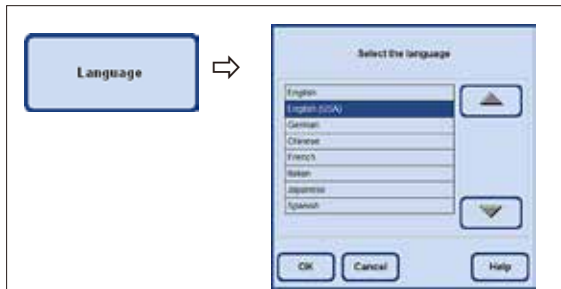 Language
Select the language
English
English (USA)
German
Chinese
French
Italian
Japanese
Spanish
OK
Cancel
Help